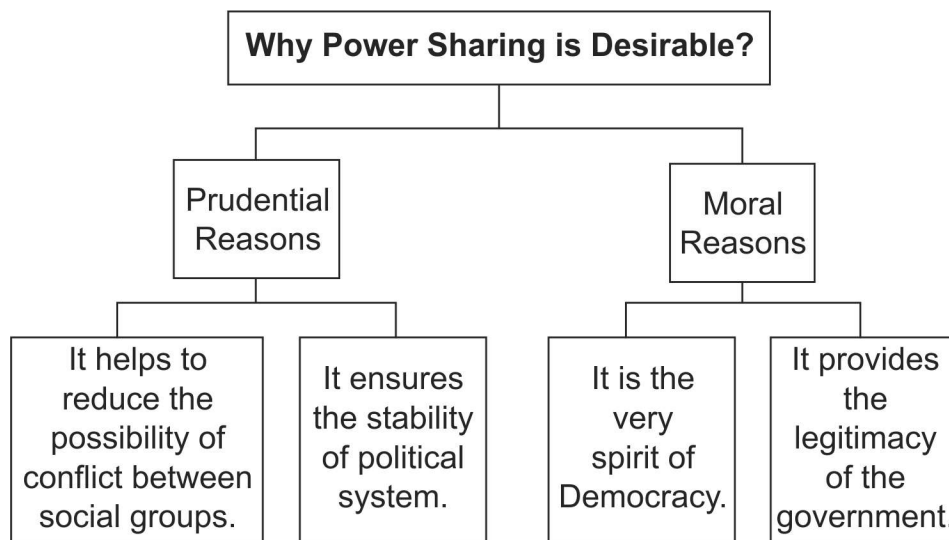 Why Power Sharing is Desirable?
Prudential
Reasons
Moral
Reasons
It helps to
reduce the
possibility of
conflict between
social groups.
It ensures
the stability
of political
system.
It is the
very
spirit of
Democracy.
It provides
the
legitimacy
of the
government.